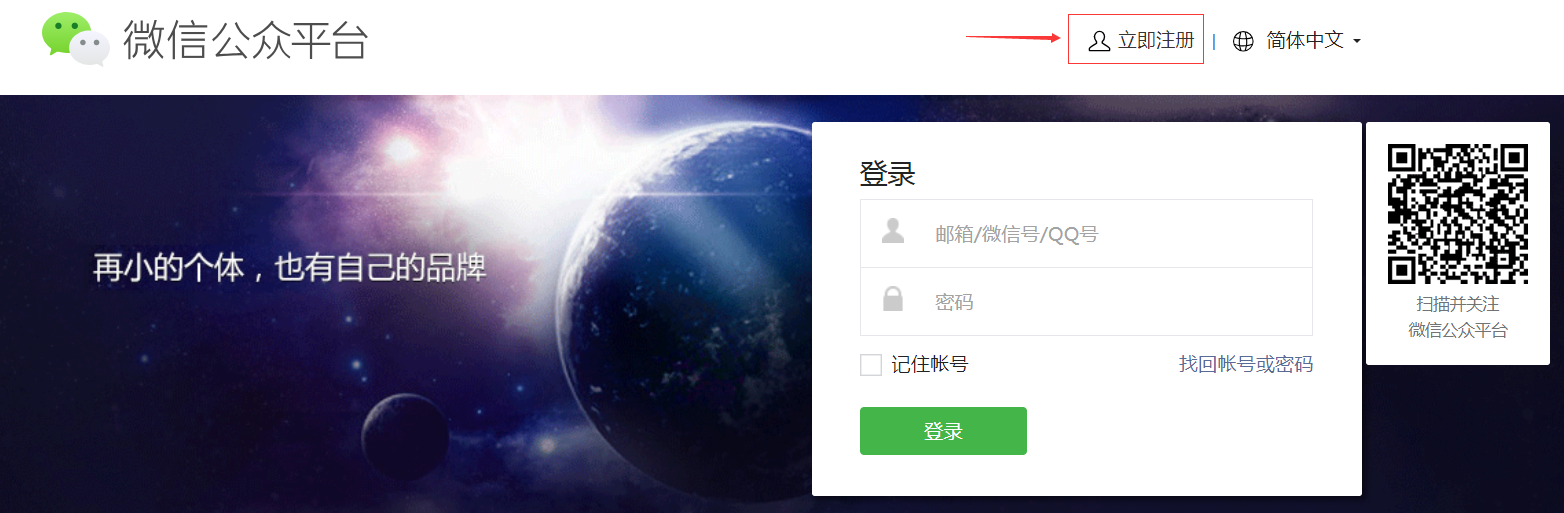 微信公众平台
立即注册 | 简体中文
再小的个体，也有自己的品牌
登录
邮箱/微信号/QQ号
密码
记住帐号 找回帐号或密码
登录
扫描并关注
微信公众平台